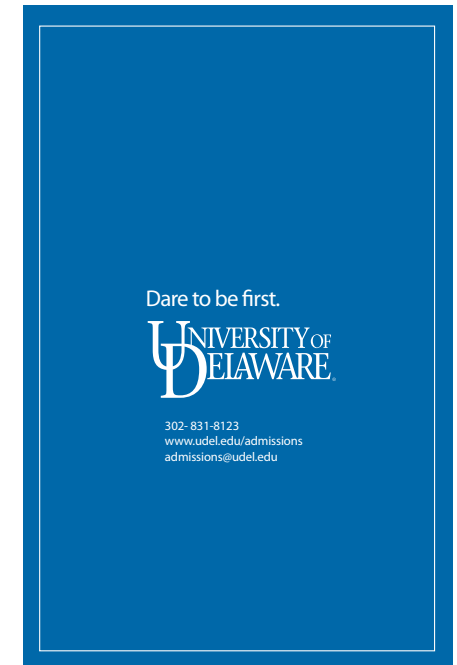 Dare to be first.
UNIVERSITY OF
DELAWARE®
302- 831-8123
www.udel.edu/admissions
admissions@udel.edu